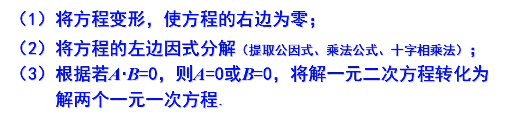 （1）将方程变形，使方程的右边为零；
（2）将方程的左边因式分解（提取公因式、乘法公式、十字相乘法）；
（3）根据若A·B=0，则A=0或B=0，将解一元二次方程转化为
解两个一元一次方程.